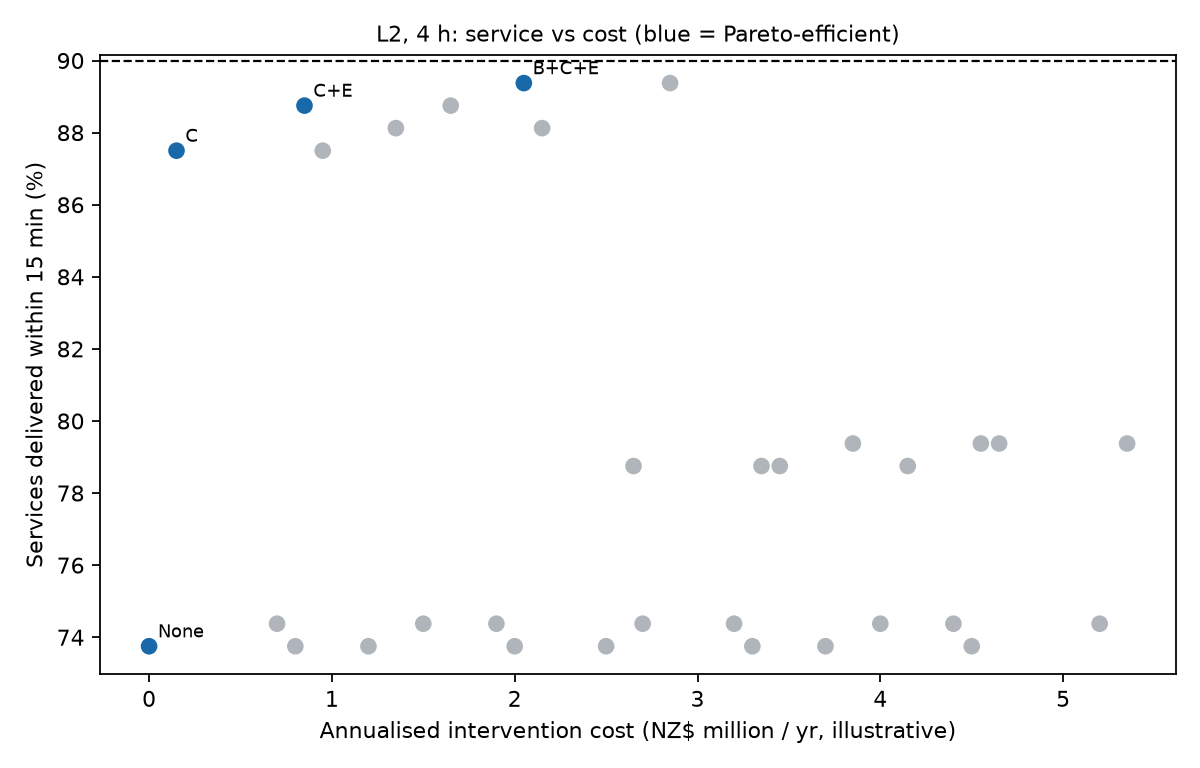 L2, 4 h: service vs cost (blue = Pareto-efficient)
Services delivered within 15 min (%)
90
88
86
84
82
80
78
76
74
B+C+E
C+E
C
None
0
1
2
3
4
5
Annualised intervention cost (NZ$ million / yr, illustrative)